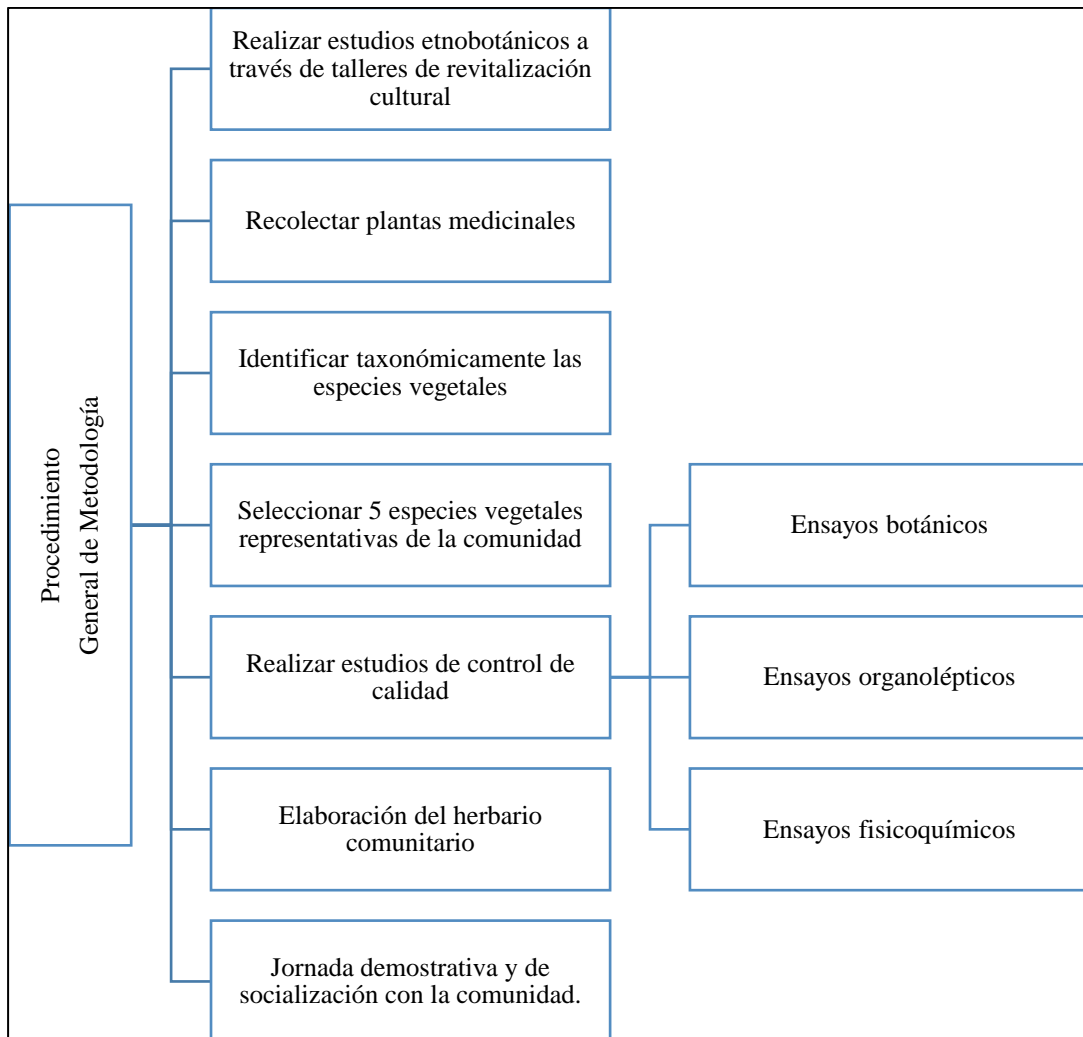 Procedimiento
General de Metodología
Realizar estudios etnobotánicos a
través de talleres de revitalización
cultural
Recolectar plantas medicinales
Identificar taxonómicamente las
especies vegetales
Seleccionar 5 especies vegetales
representativas de la comunidad
Realizar estudios de control de
calidad
Ensayos botánicos
Ensayos organolépticos
Ensayos fisicoquímicos
Elaboración del herbario
comunitario
Jornada demostrativa y de
socialización con la comunidad.